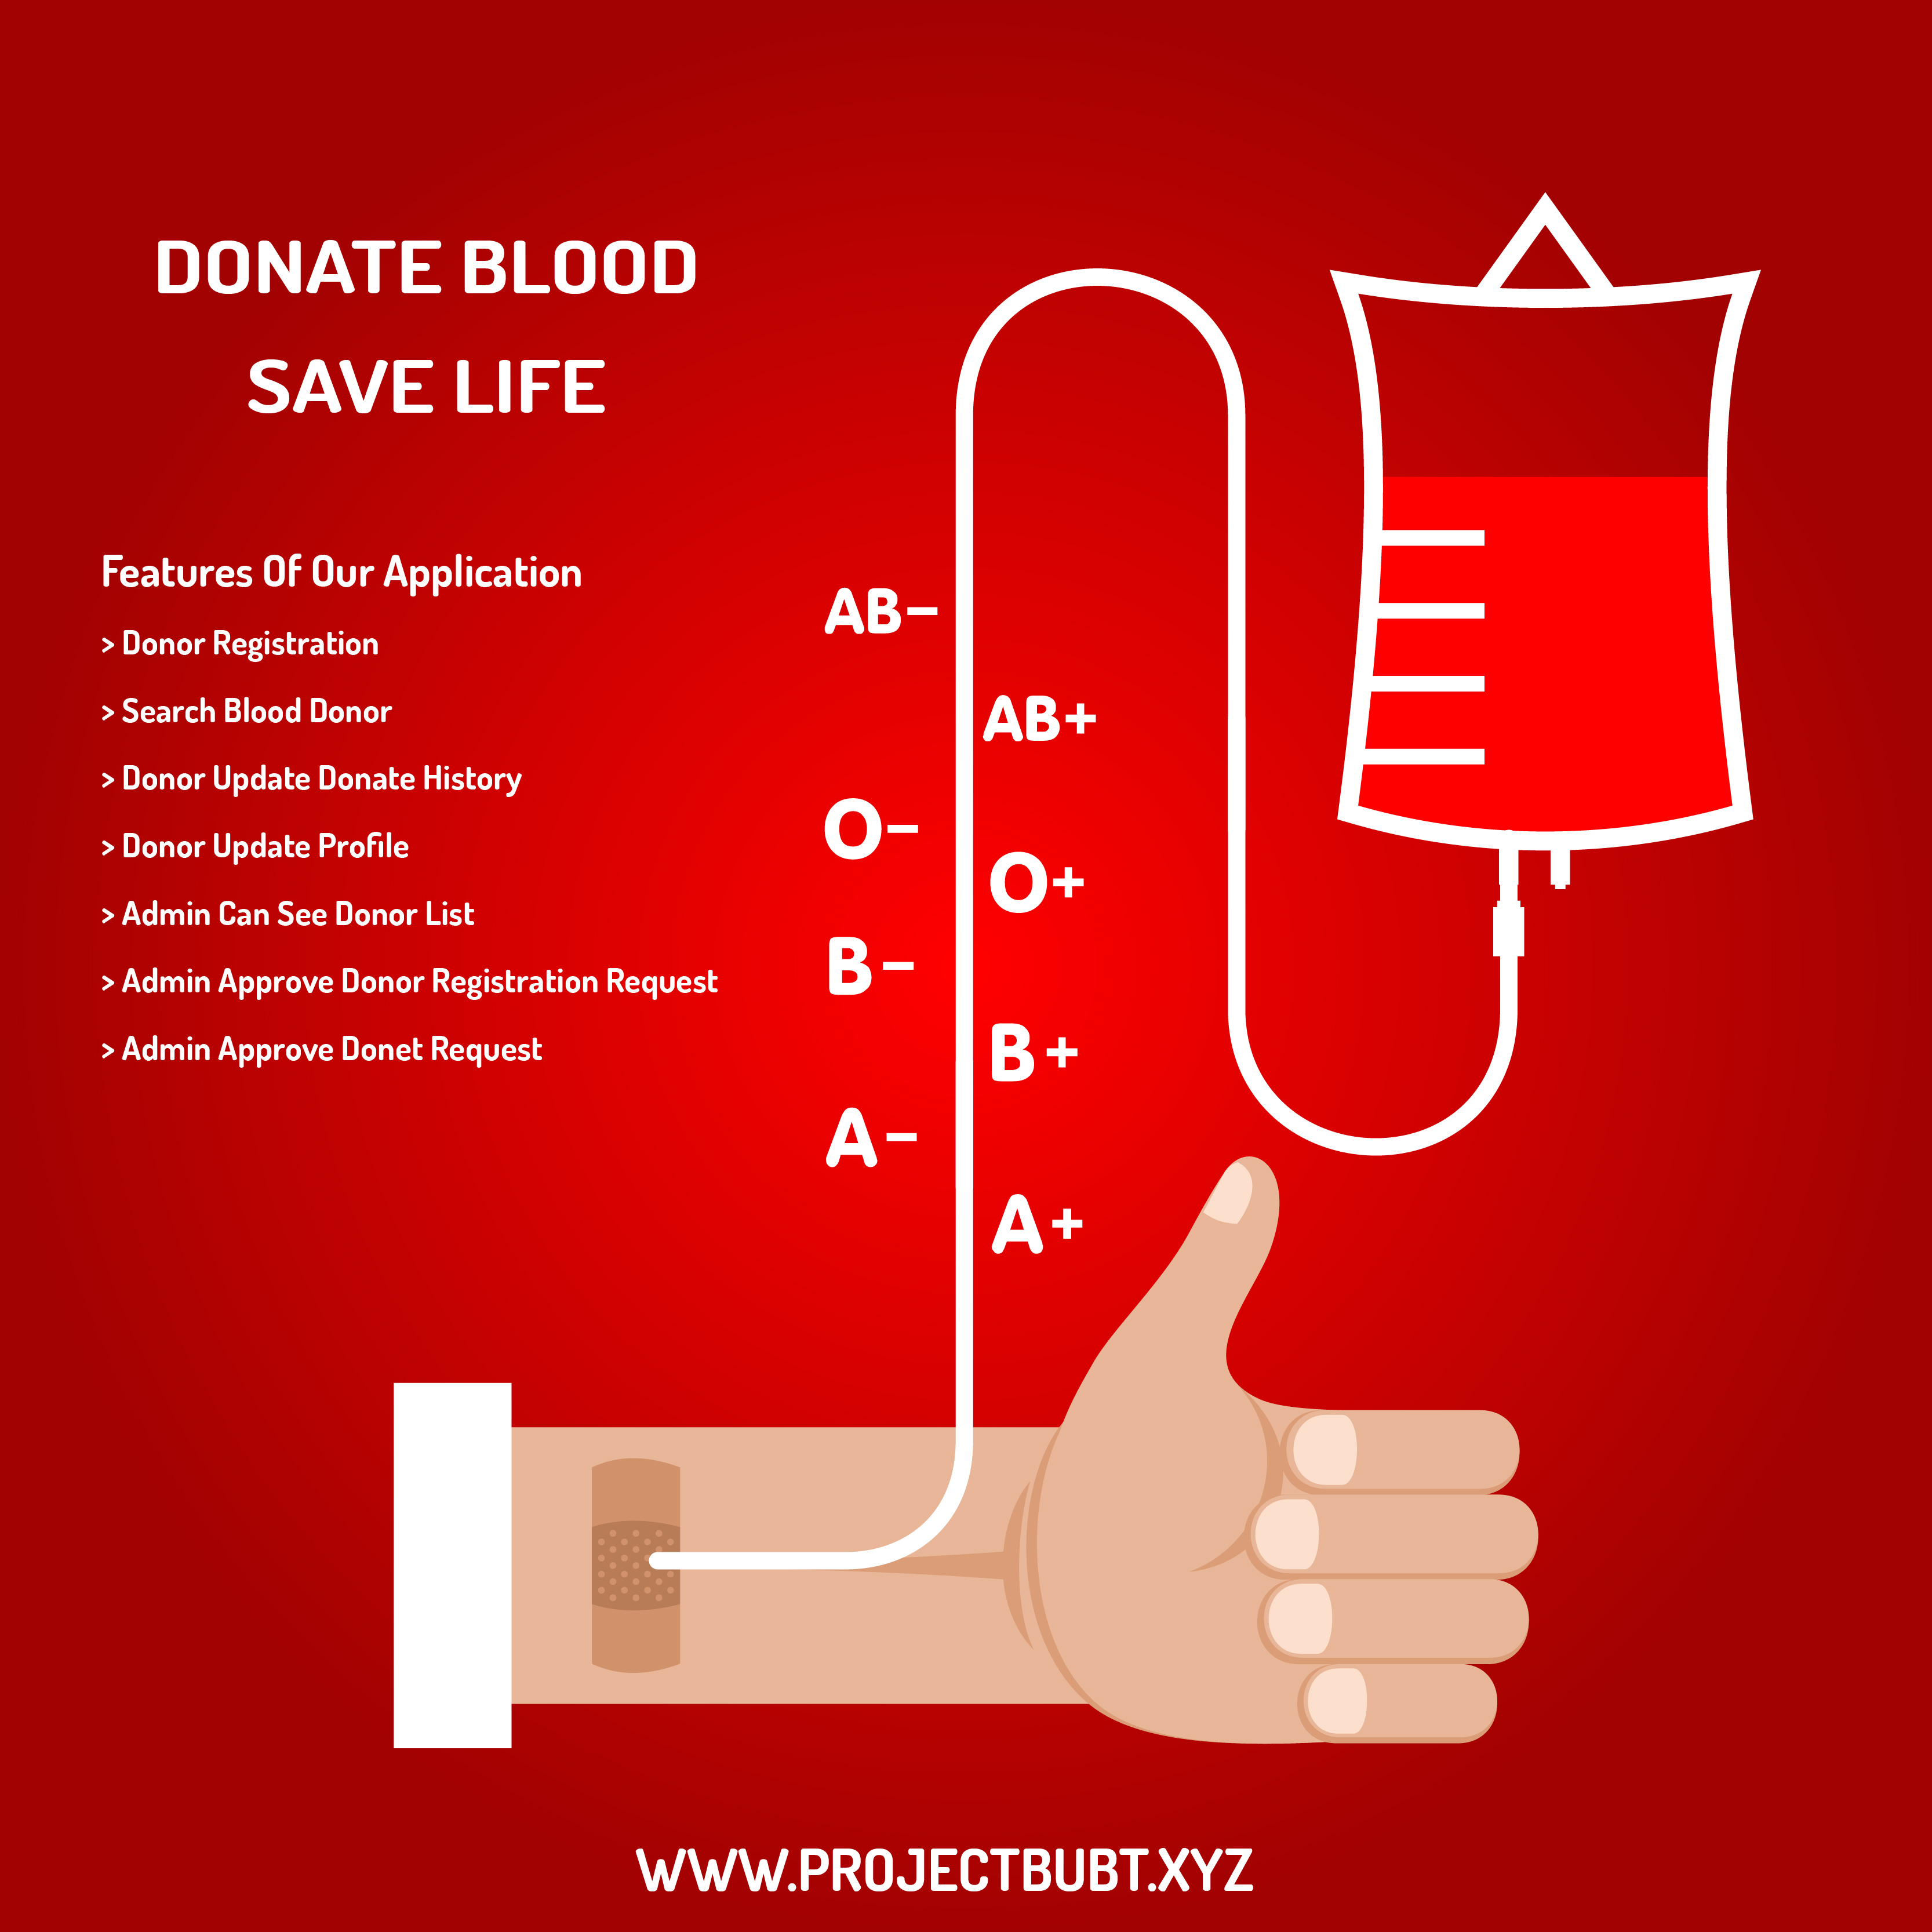 DONATE BLOOD
SAVE LIFE
Features Of Our Application
> Donor Registration
> Search Blood Donor
> Donor Update Donate History
> Donor Update Profile
> Admin Can See Donor List
> Admin Approve Donor Registration Request
> Admin Approve Donet Request
AB−
AB+
O−
O+
B−
B+
A−
A+
WWW.PROJECTBUBT.XYZ